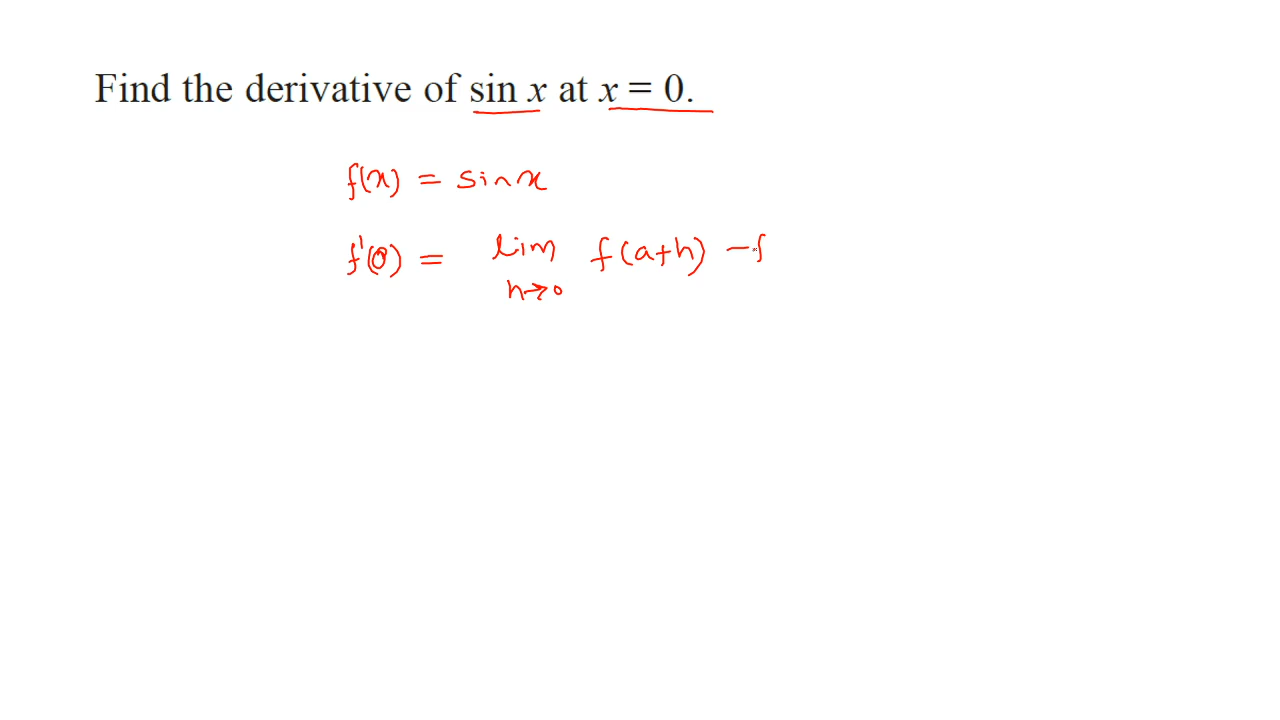 Find the derivative of sin x at x = 0.
f(x) = sin x
f'(0) = lim f(a+h) - f
h→0